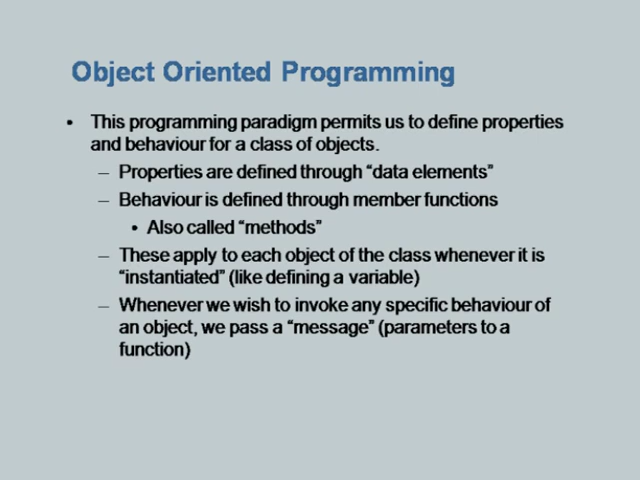 Object Oriented Programming
• This programming paradigm permits us to define properties
and behaviour for a class of objects.
– Properties are defined through “data elements”
– Behaviour is defined through member functions
• Also called “methods”
– These apply to each object of the class whenever it is
“instantiated” (like defining a variable)
– Whenever we wish to invoke any specific behaviour of
an object, we pass a “message” (parameters to a
function)